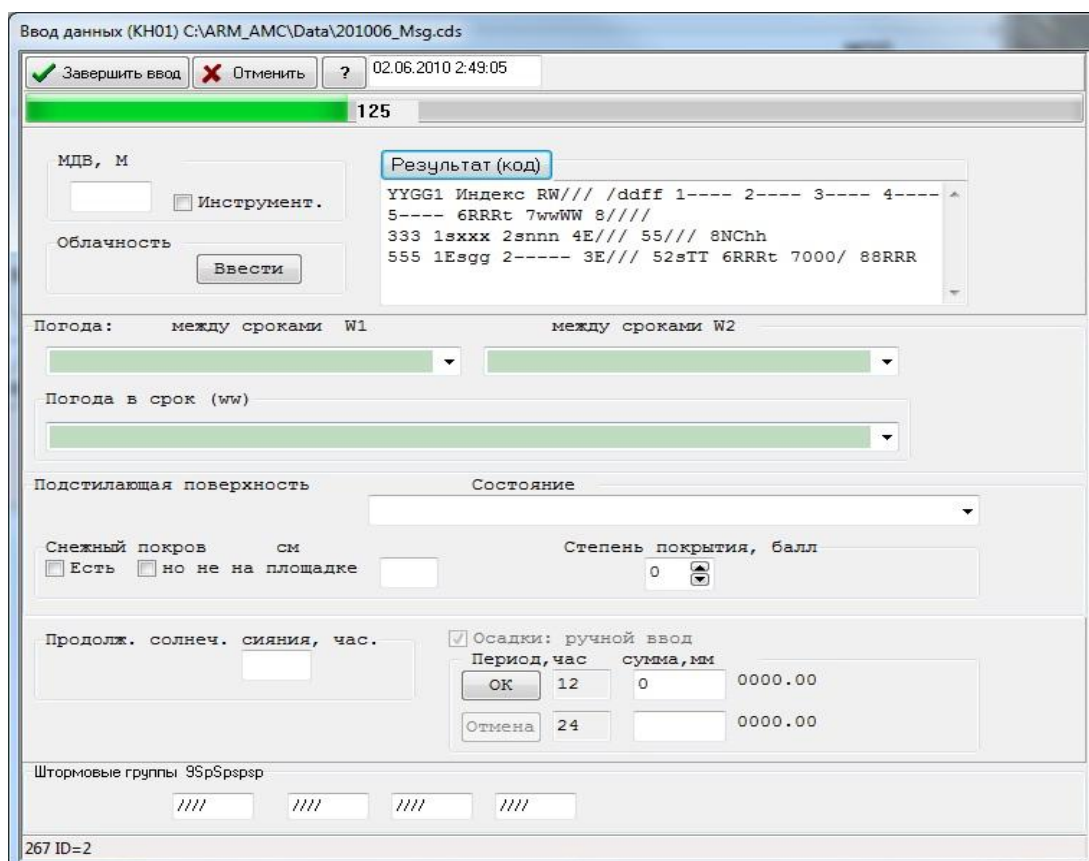 Ввод данных (КН01) C:\ARM_AMC\Data\201006_Msg.cds
Завершить ввод Отменить ? 02.06.2010 2:49:05
125
МДВ, М
Инструмент.
Облачность
Ввести
Результат (код)
YYGG1 Индекс RW/// /ddff 1---- 2---- 3---- 4----
5---- 6RRRt 7wwWW 8////
333 1sxxx 2snnn 4E/// 55/// 8NChh
555 1Esgg 2----- 3E/// 52sTT 6RRRt 7000/ 88RRR
Погода: между сроками W1 между сроками W2
Погода в срок (ww)
Подстилающая поверхность Состояние
Снежный покров см Степень покрытия, балл
Есть но не на площадке 0
Продолж. солнеч. сияния, час.
Осадки: ручной ввод
Период,час сумма,мм
ОК 12 0 0000.00
Отмена 24 0000.00
Штормовые группы 9SpSpspsp
//// //// //// ////
267 ID=2